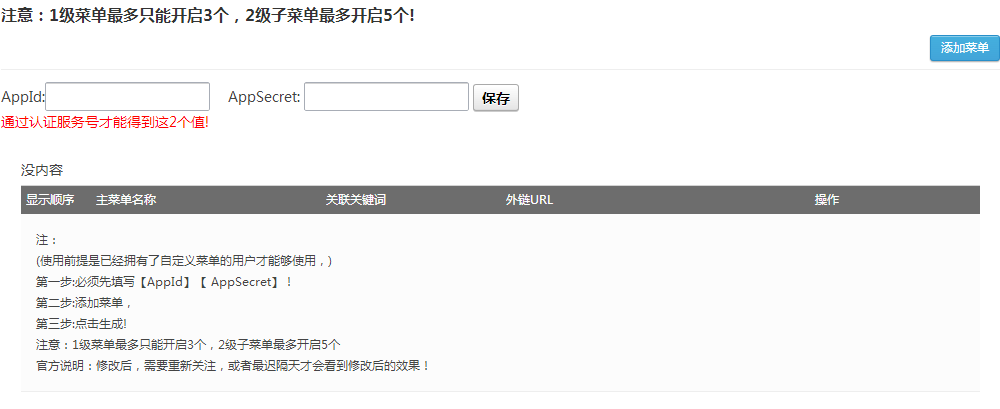 注意：1级菜单最多只能开启3个，2级子菜单最多开启5个!
添加菜单
AppId: AppSecret: 保存
通过认证服务号才能得到这2个值!
没内容
显示顺序 主菜单名称 关联关键词 外链URL 操作
注：
(使用前提是已经拥有了自定义菜单的用户才能够使用，)
第一步:必须先填写【AppId】【 AppSecret】！
第二步:添加菜单，
第三步:点击生成!
注意：1级菜单最多只能开启3个，2级子菜单最多开启5个
官方说明：修改后，需要重新关注，或者最迟隔天才会看到修改后的效果！